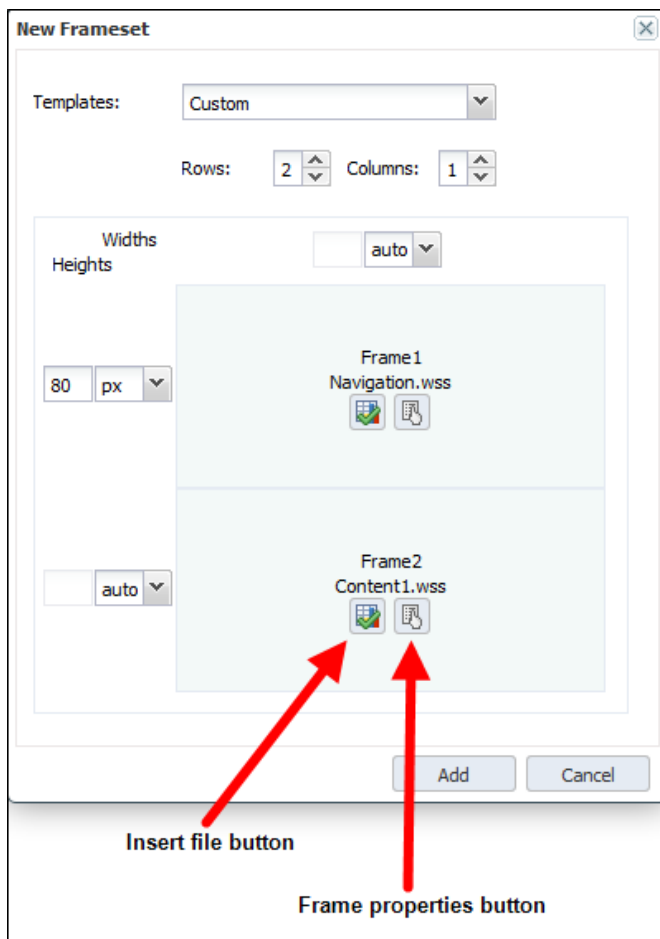 New Frameset
Templates: Custom
Rows: 2 Columns: 1
Widths
Heights
auto
Frame1
80 px
Navigation.wss
Frame2
auto
Content1.wss
Add Cancel
Insert file button
Frame properties button